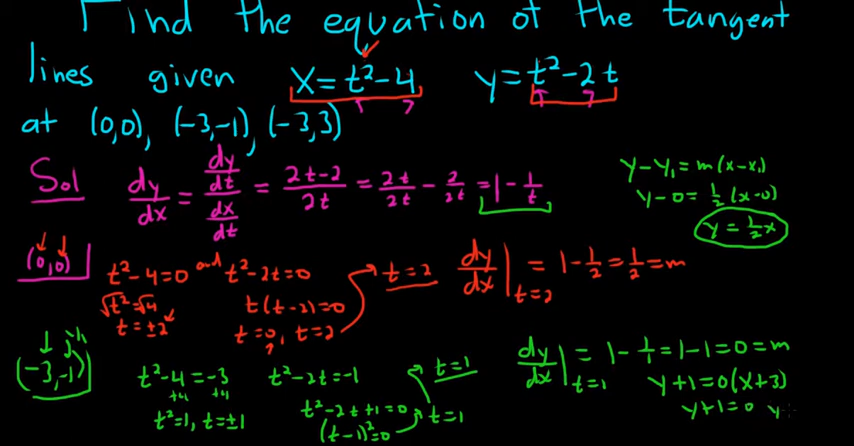 Find the equation of the tangent
lines given x = t² - 4 y = t² - 2t
at (0,0), (-3,-1), (-3,3)
Sol dy/dx = (dy/dt)/(dx/dt) = (2t-2)/(2t) = 2t/2t - 2/2t = 1 - 1/t
y - y₁ = m(x - x₁)
y - 0 = 1/2 (x - 0)
y = 1/2 x
(0,0) t² - 4 = 0 and t² - 2t = 0 t = 2 dy/dx |t=2 = 1 - 1/2 = 1/2 = m
√t² = √4 t(t-2) = 0
t = ±2 t = 0, t = 2
(-3,-1) t² - 4 = -3 t² - 2t = -1 t = 1 dy/dx |t=1 = 1 - 1/1 = 1 - 1 = 0 = m
+4 +4 y + 1 = 0(x + 3)
t² = 1, t = ±1 t² - 2t + 1 = 0 t = 1 y + 1 = 0 y
(t-1)² = 0